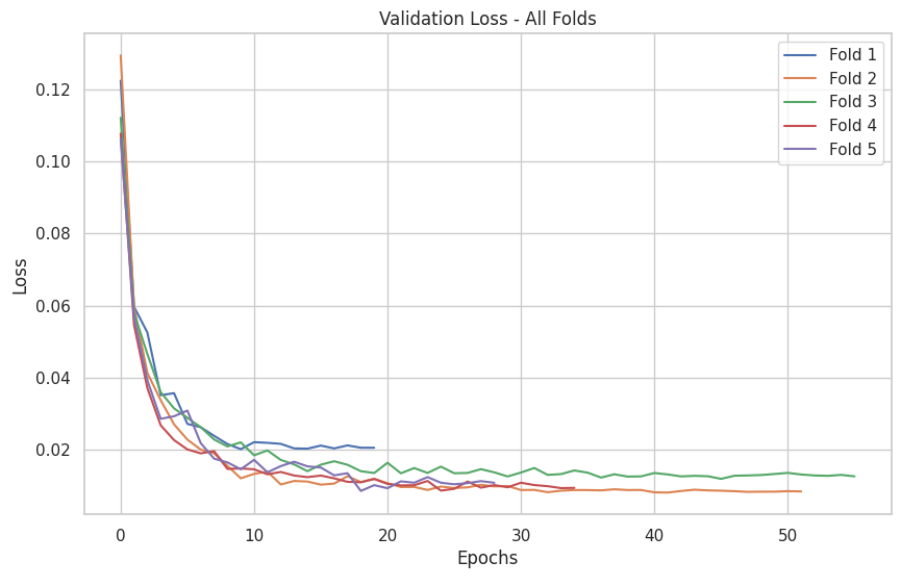 Validation Loss - All Folds
Fold 1
Fold 2
Fold 3
Fold 4
Fold 5
Loss
0.12
0.10
0.08
0.06
0.04
0.02
0
10
20
30
40
50
Epochs